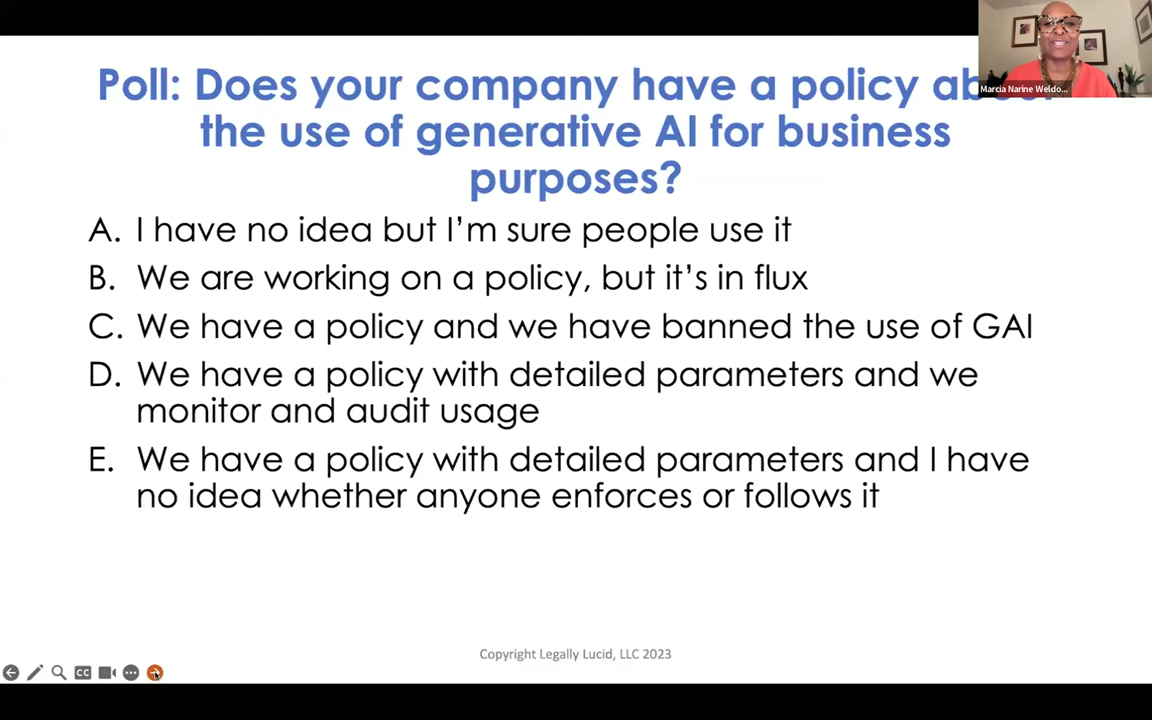 Poll: Does your company have a policy
the use of generative AI for business
purposes?
A. I have no idea but I’m sure people use it
B. We are working on a policy, but it’s in flux
C. We have a policy and we have banned the use of GAI
D. We have a policy with detailed parameters and we
monitor and audit usage
E. We have a policy with detailed parameters and I have
no idea whether anyone enforces or follows it
Copyright Legally Lucid, LLC 2023
Marcia Narine Weldo...
CC